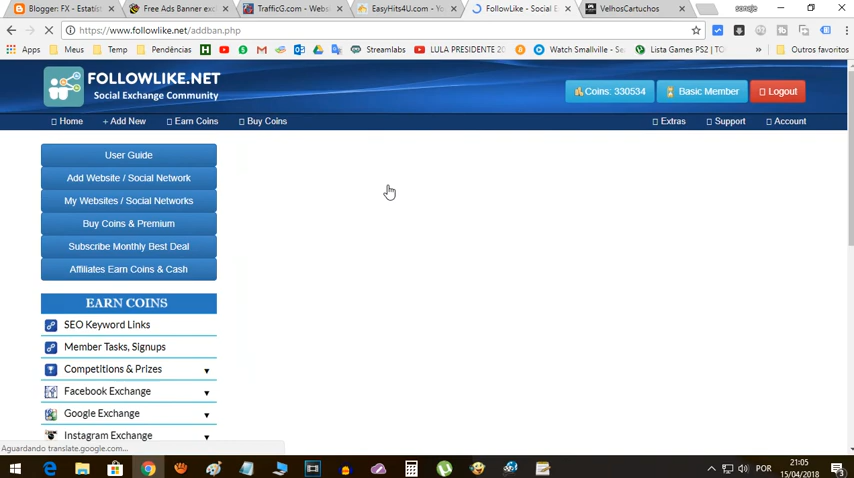 Blogger: FX - Estatís
Free Ads Banner exc
TrafficG.com - Webs
EasyHits4U.com - Yo
FollowLike - Social E
VelhosCartuchos
https://www.followlike.net/addban.php
Apps
Meus
Temp
Pendências
Streamlabs
LULA PRESIDENTE 20
Watch Smallville - Se
Lista Games PS2 | TO
Outros favoritos
FOLLOWLIKE.NET
Social Exchange Community
Coins: 330534
Basic Member
Logout
Home
+ Add New
Earn Coins
Buy Coins
Extras
Support
Account
User Guide
Add Website / Social Network
My Websites / Social Networks
Buy Coins & Premium
Subscribe Monthly Best Deal
Affiliates Earn Coins & Cash
EARN COINS
SEO Keyword Links
Member Tasks, Signups
Competitions & Prizes
Facebook Exchange
Google Exchange
Instagram Exchange
Aguardando translate.google.com...
POR
21:05
15/04/2018